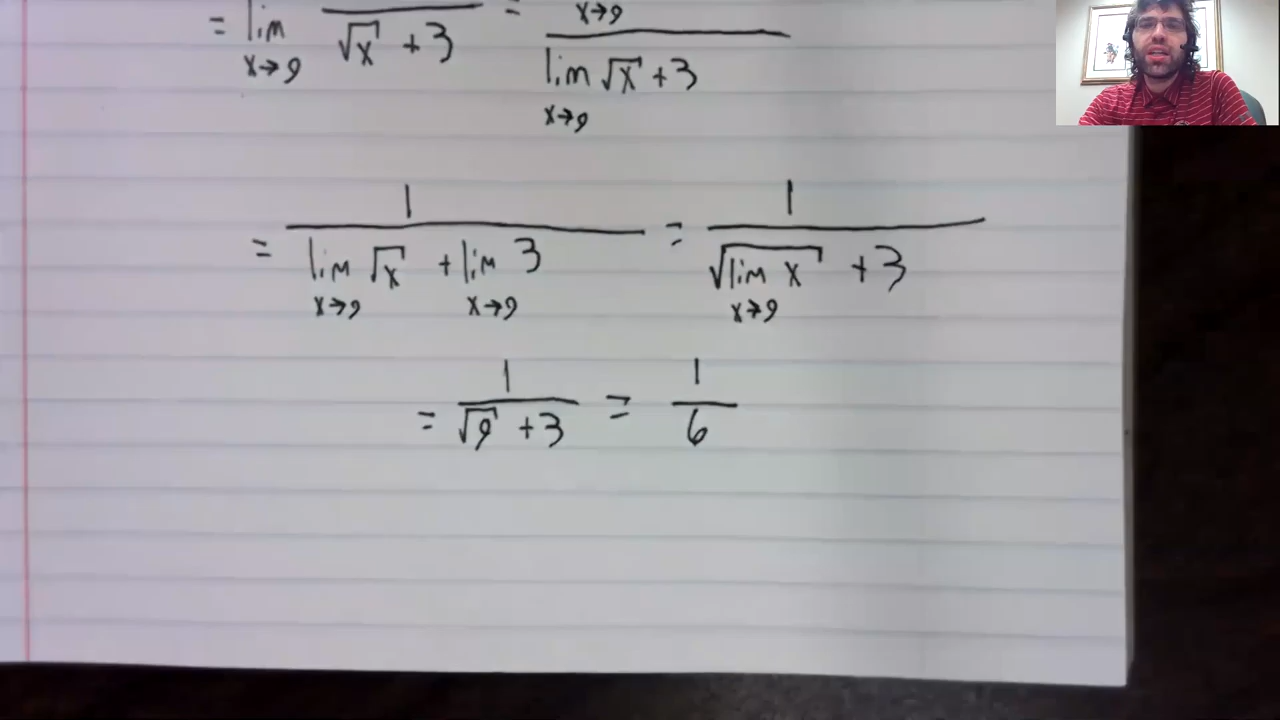 = lim x→9 / √x + 3 = x→9 / lim x→9 √x + 3
= 1 / lim x→9 √x + lim x→9 3 = 1 / √lim x→9 x + 3
= 1 / √9 + 3 = 1 / 6